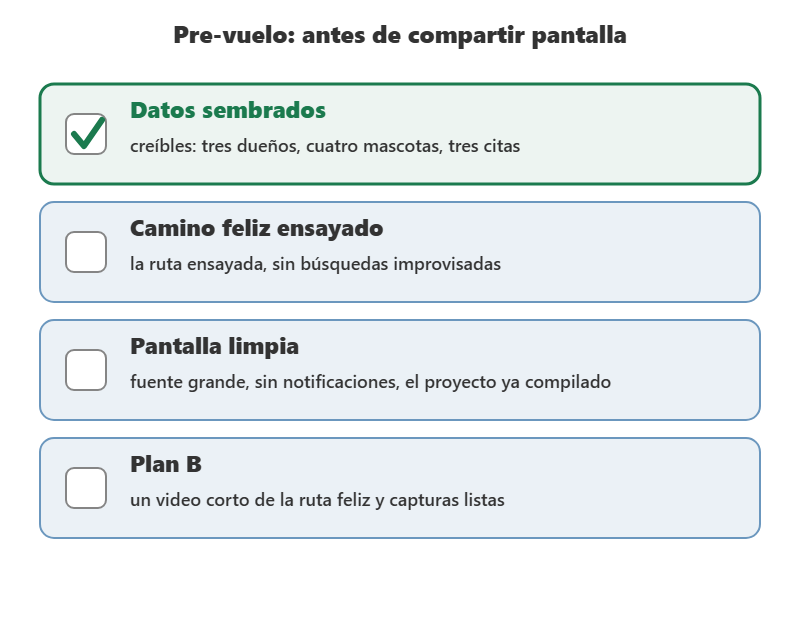 Pre-vuelo: antes de compartir pantalla
Datos sembrados
creíbles: tres dueños, cuatro mascotas, tres citas
Camino feliz ensayado
la ruta ensayada, sin búsquedas improvisadas
Pantalla limpia
fuente grande, sin notificaciones, el proyecto ya compilado
Plan B
un video corto de la ruta feliz y capturas listas